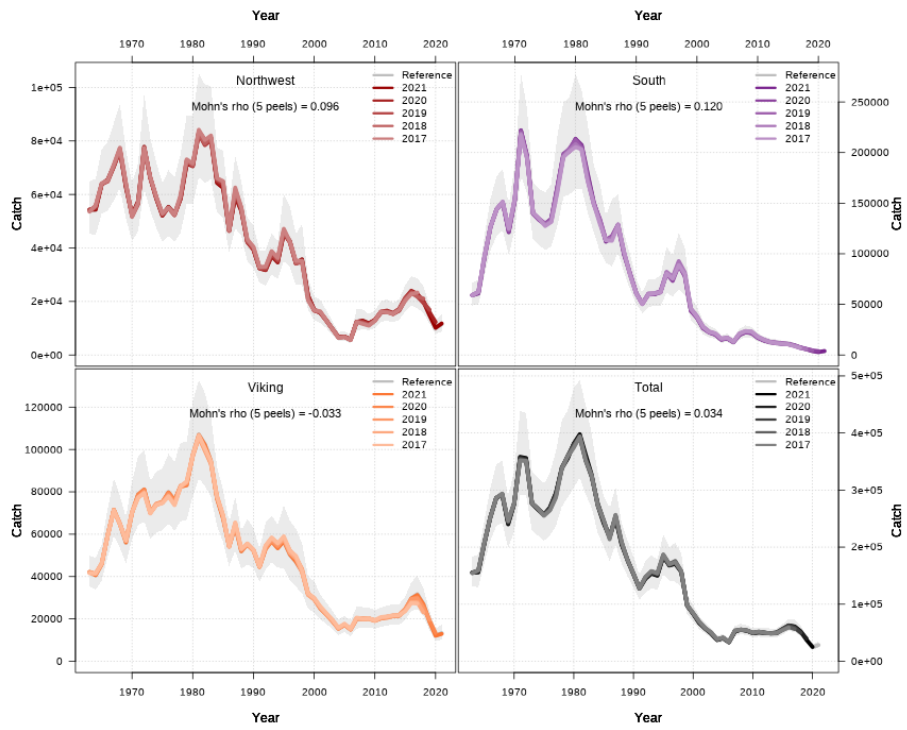 Year Year
1970 1980 1990 2000 2010 2020 1970 1980 1990 2000 2010 2020
Northwest
Mohn's rho (5 peels) = 0.096
Reference
2021
2020
2019
2018
2017
1e+05
8e+04
6e+04
4e+04
2e+04
0e+00
Catch
South
Mohn's rho (5 peels) = 0.120
Reference
2021
2020
2019
2018
2017
250000
200000
150000
100000
50000
0
Catch
Viking
Mohn's rho (5 peels) = -0.033
Reference
2021
2020
2019
2018
2017
120000
100000
80000
60000
40000
20000
0
Catch
Total
Mohn's rho (5 peels) = 0.034
Reference
2021
2020
2019
2018
2017
5e+05
4e+05
3e+05
2e+05
1e+05
0e+00
Catch
1970 1980 1990 2000 2010 2020 1970 1980 1990 2000 2010 2020
Year Year